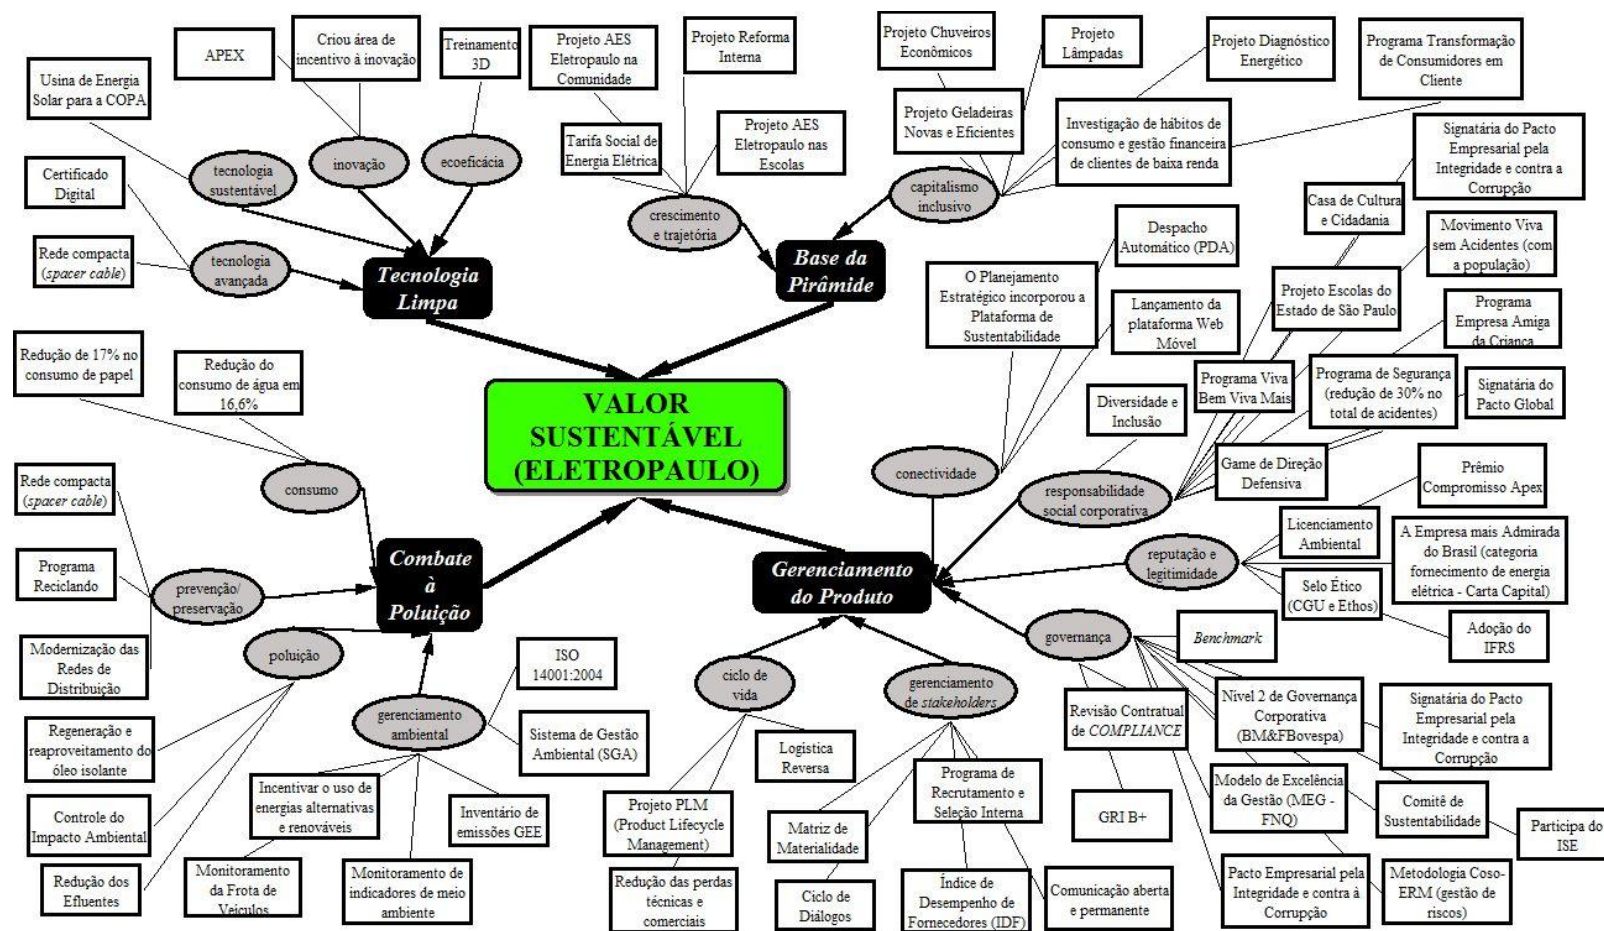 APEX
Criou área de
incentivo à inovação
Treinamento
3D
Usina de Energia
Solar para a COPA
Certificado
Digital
Rede compacta
(spacer cable)
tecnologia
sustentável
inovação
ecoeficácia
tecnologia
avançada
Tecnologia
Limpa
Projeto AES
Eletropaulo na
Comunidade
Projeto Reforma
Interna
Tarifa Social de
Energia Elétrica
Projeto AES
Eletropaulo nas
Escolas
crescimento
e trajetória
Projeto Chuveiros
Econômicos
Projeto
Lâmpadas
Projeto Diagnóstico
Energético
Programa Transformação
de Consumidores em
Cliente
Projeto Geladeiras
Novas e Eficientes
Investigação de hábitos de
consumo e gestão financeira
de clientes de baixa renda
capitalismo
inclusivo
Base da
Pirâmide
Signatária do Pacto
Empresarial pela
Integridade e contra a
Corrupção
Casa de Cultura
e Cidadania
Despacho
Automático (PDA)
Movimento Viva
sem Acidentes (com
a população)
O Planejamento
Estratégico incorporou a
Plataforma de
Sustentabilidade
Projeto Escolas do
Estado de São Paulo
Lançamento da
plataforma Web
Móvel
Programa
Empresa Amiga
da Criança
Programa Viva
Bem Viva Mais
Programa de Segurança
(redução de 30% no
total de acidentes)
Signatária do
Pacto Global
Diversidade e
Inclusão
Game de Direção
Defensiva
conectividade
responsabilidade
social corporativa
VALOR
SUSTENTÁVEL
(ELETROPAULO)
Redução de 17% no
consumo de papel
Redução do
consumo de água em
16,6%
consumo
Rede compacta
(spacer cable)
Programa
Reciclando
Modernização das
Redes de
Distribuição
prevenção/
preservação
Combate
à
Poluição
poluição
Regeneração e
reaproveitamento do
óleo isolante
Controle do
Impacto Ambiental
Redução dos
Efluentes
gerenciamento
ambiental
ISO
14001:2004
Sistema de Gestão
Ambiental (SGA)
Incentivar o uso de
energias alternativas
e renováveis
Inventário de
emissões GEE
Monitoramento
da Frota de
Veículos
Monitoramento de
indicadores de meio
ambiente
Gerenciamento
do Produto
Prêmio
Compromisso Apex
Licenciamento
Ambiental
A Empresa mais Admirada
do Brasil (categoria
fornecimento de energia
elétrica - Carta Capital)
reputação e
legitimidade
Selo Ético
(CGU e Ethos)
Adoção do
IFRS
governança
Benchmark
ciclo de
vida
gerenciamento
de stakeholders
Logística
Reversa
Projeto PLM
(Product Lifecycle
Management)
Redução das perdas
técnicas e
comerciais
Matriz de
Materialidade
Ciclo de
Diálogos
Programa de
Recrutamento e
Seleção Interna
Índice de
Desempenho de
Fornecedores (IDF)
Comunicação aberta
e permanente
Revisão Contratual
de COMPLIANCE
GRI B+
Nível 2 de Governança
Corporativa
(BM&FBovespa)
Signatária do Pacto
Empresarial pela
Integridade e contra a
Corrupção
Modelo de Excelência
da Gestão (MEG -
FNQ)
Comitê de
Sustentabilidade
Participa do
ISE
Pacto Empresarial pela
Integridade e contra à
Corrupção
Metodologia Coso-
ERM (gestão de
riscos)